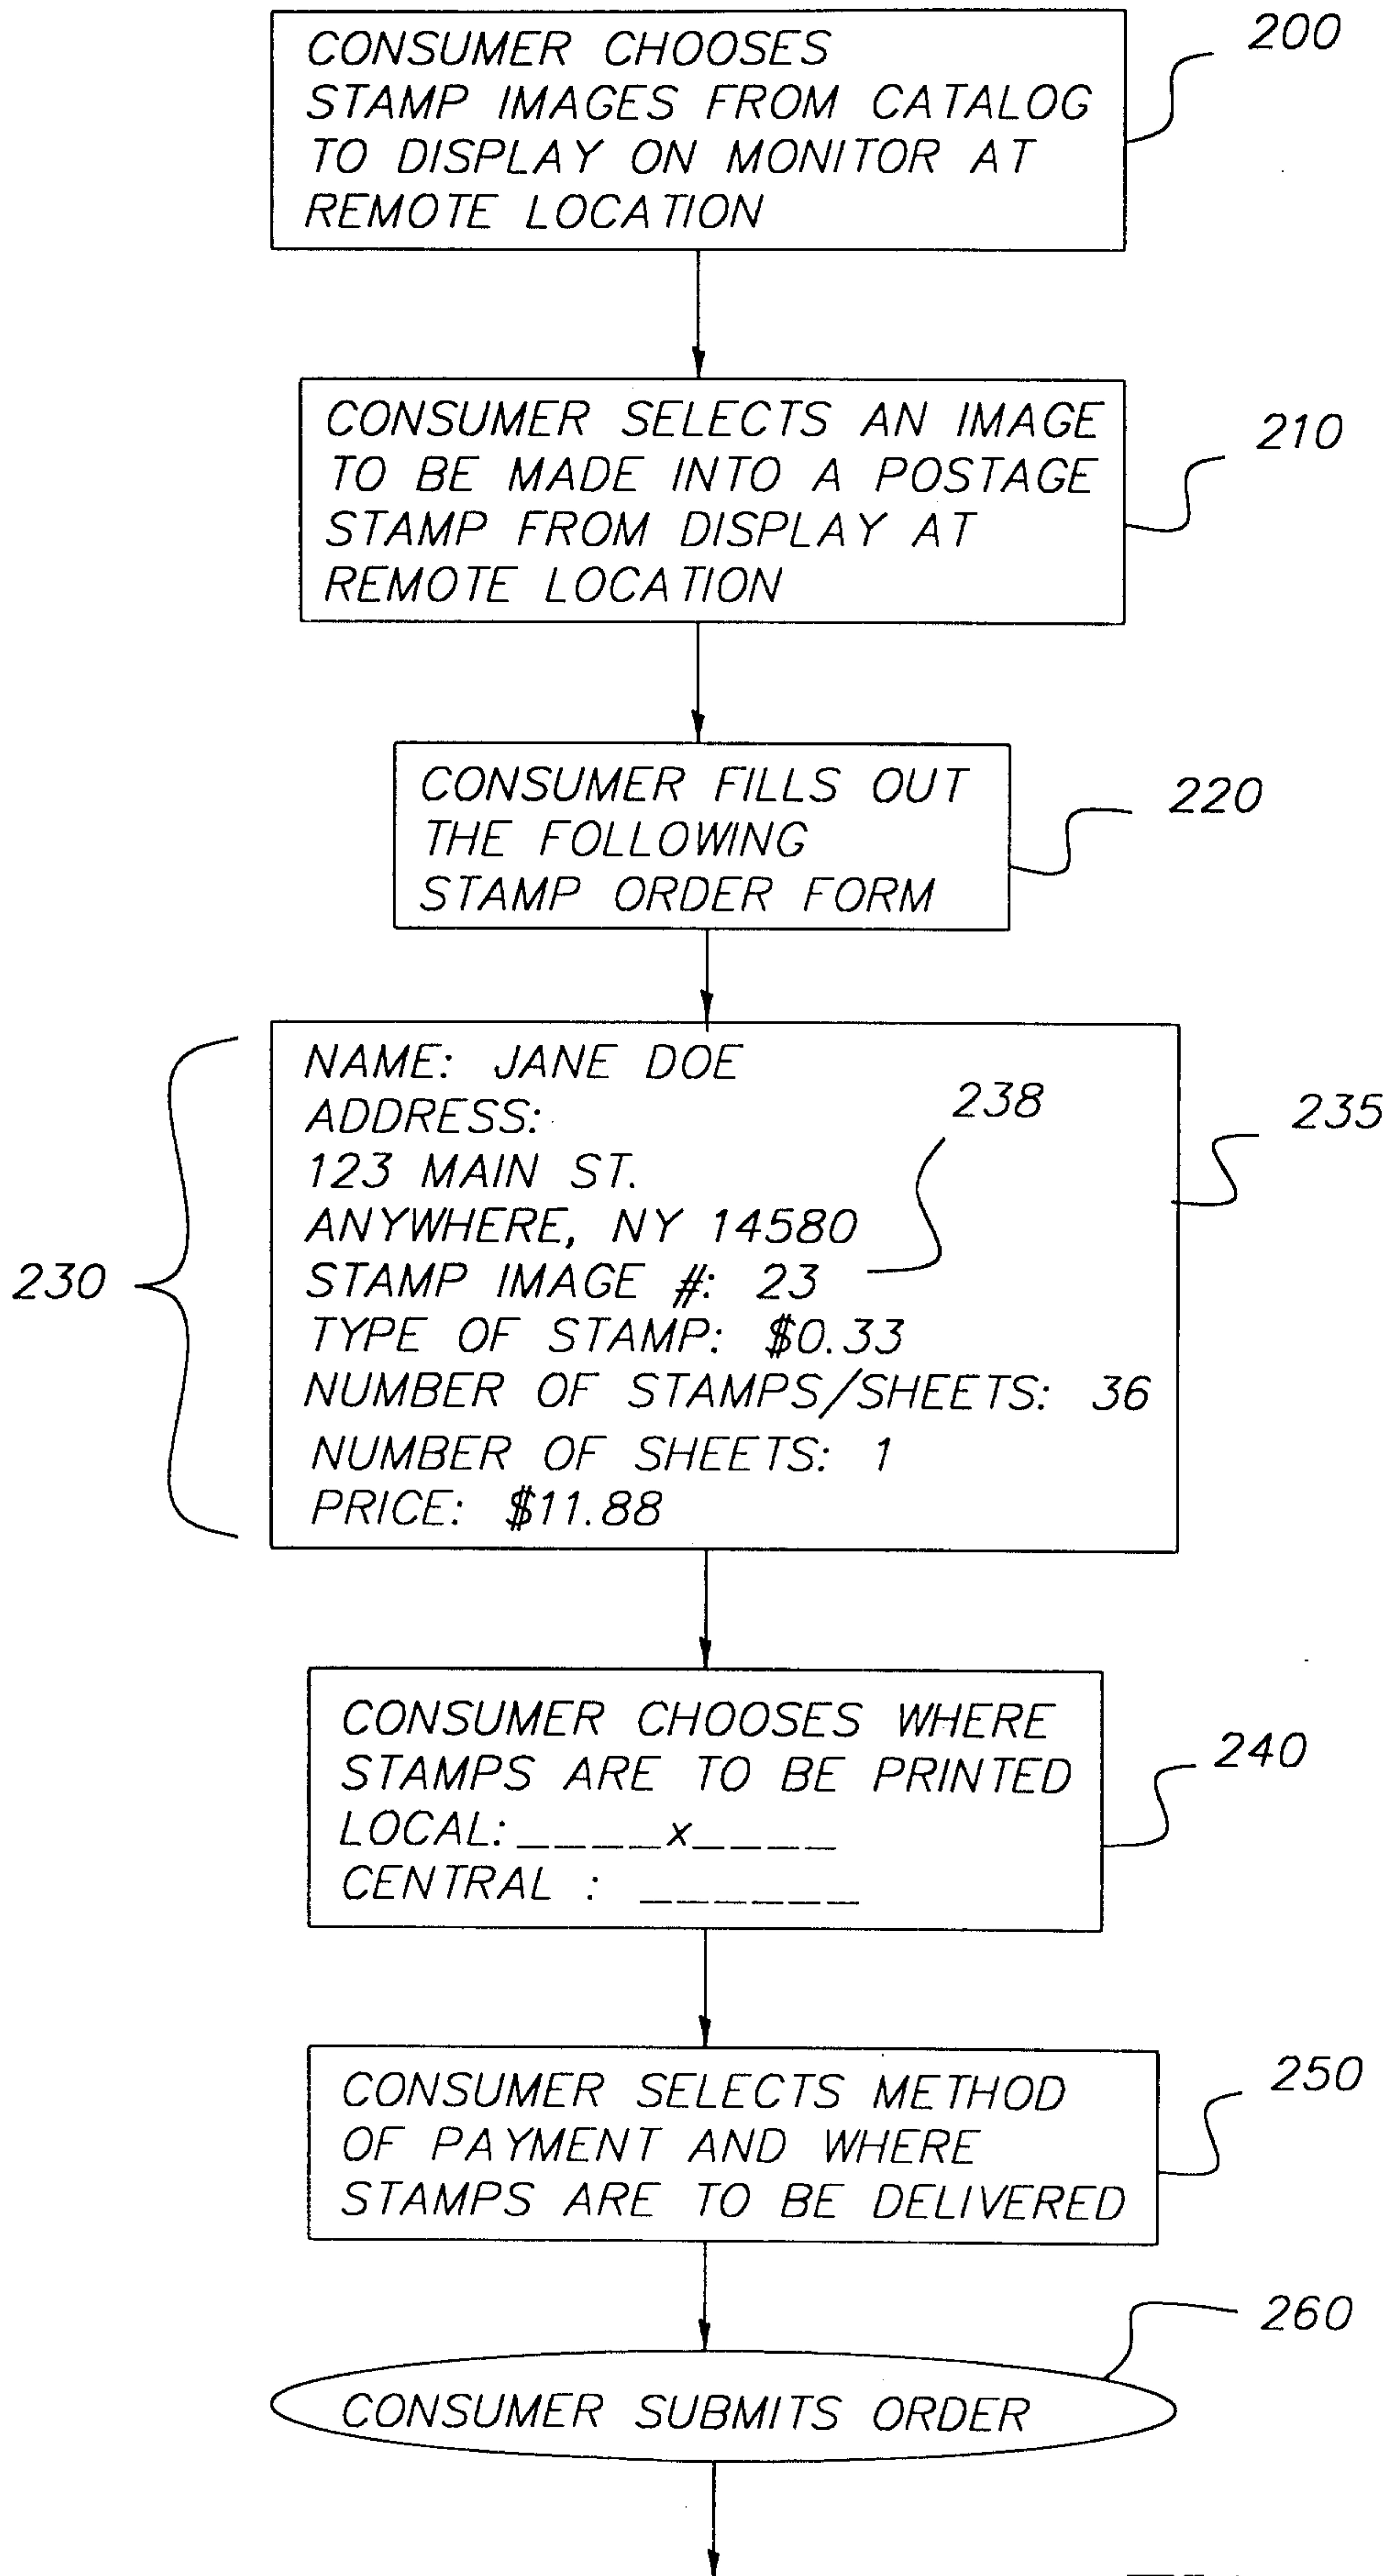 CONSUMER CHOOSES
STAMP IMAGES FROM CATALOG
TO DISPLAY ON MONITOR AT
REMOTE LOCATION
200
CONSUMER SELECTS AN IMAGE
TO BE MADE INTO A POSTAGE
STAMP FROM DISPLAY AT
REMOTE LOCATION
210
CONSUMER FILLS OUT
THE FOLLOWING
STAMP ORDER FORM
220
230
NAME: JANE DOE
ADDRESS:
123 MAIN ST.
ANYWHERE, NY 14580
STAMP IMAGE #: 23
TYPE OF STAMP: $0.33
NUMBER OF STAMPS/SHEETS: 36
NUMBER OF SHEETS: 1
PRICE: $11.88
238
235
CONSUMER CHOOSES WHERE
STAMPS ARE TO BE PRINTED
LOCAL: ____x____
CENTRAL : ______
240
CONSUMER SELECTS METHOD
OF PAYMENT AND WHERE
STAMPS ARE TO BE DELIVERED
250
CONSUMER SUBMITS ORDER
260